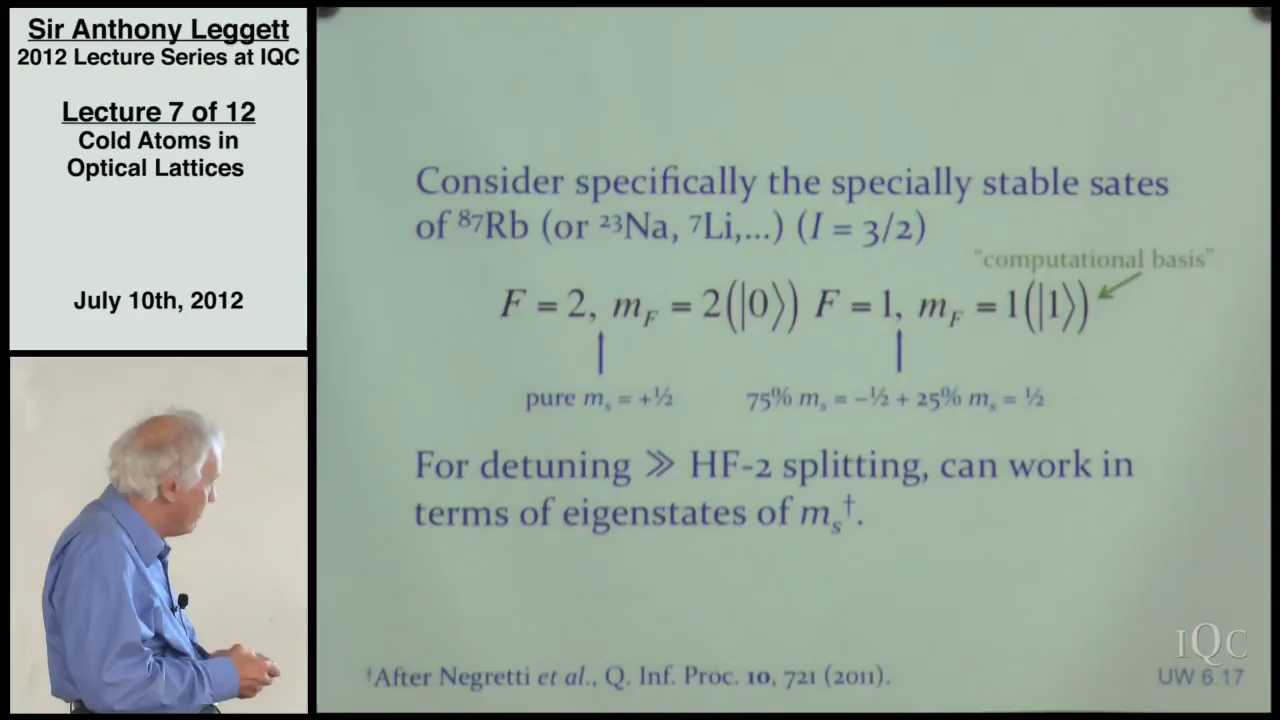 Sir Anthony Leggett
2012 Lecture Series at IQC
Lecture 7 of 12
Cold Atoms in
Optical Lattices
July 10th, 2012
Consider specifically the specially stable sates
of ⁸⁷Rb (or ²³Na, ⁷Li,...) (I = 3/2)
"computational basis"
F = 2, m_F = 2(|0⟩) F = 1, m_F = 1(|1⟩)
pure m_s = +½
75% m_s = –½ + 25% m_s = ½
For detuning ≫ HF-2 splitting, can work in
terms of eigenstates of m_s†.
†After Negretti et al., Q. Inf. Proc. 10, 721 (2011).
IQC
UW 6.17